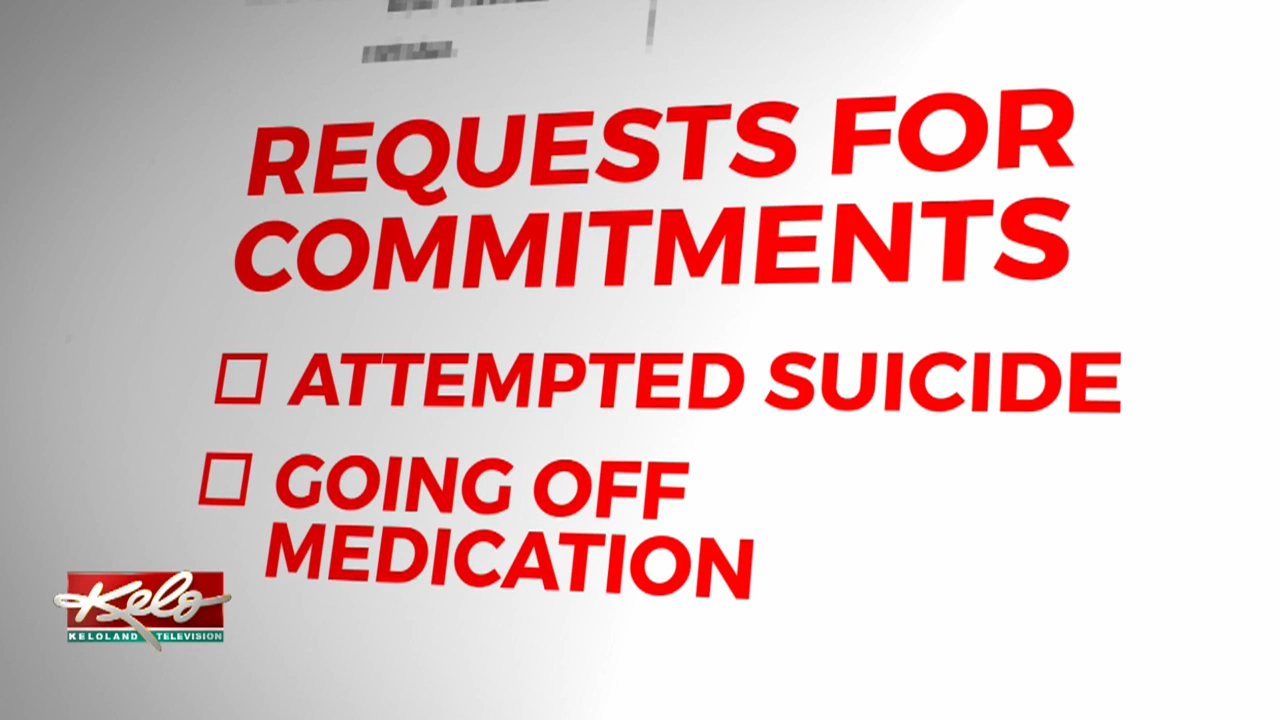 REQUESTS FOR
COMMITMENTS
ATTEMPTED SUICIDE
GOING OFF
MEDICATION
Kelo
KELOLAND TELEVISION